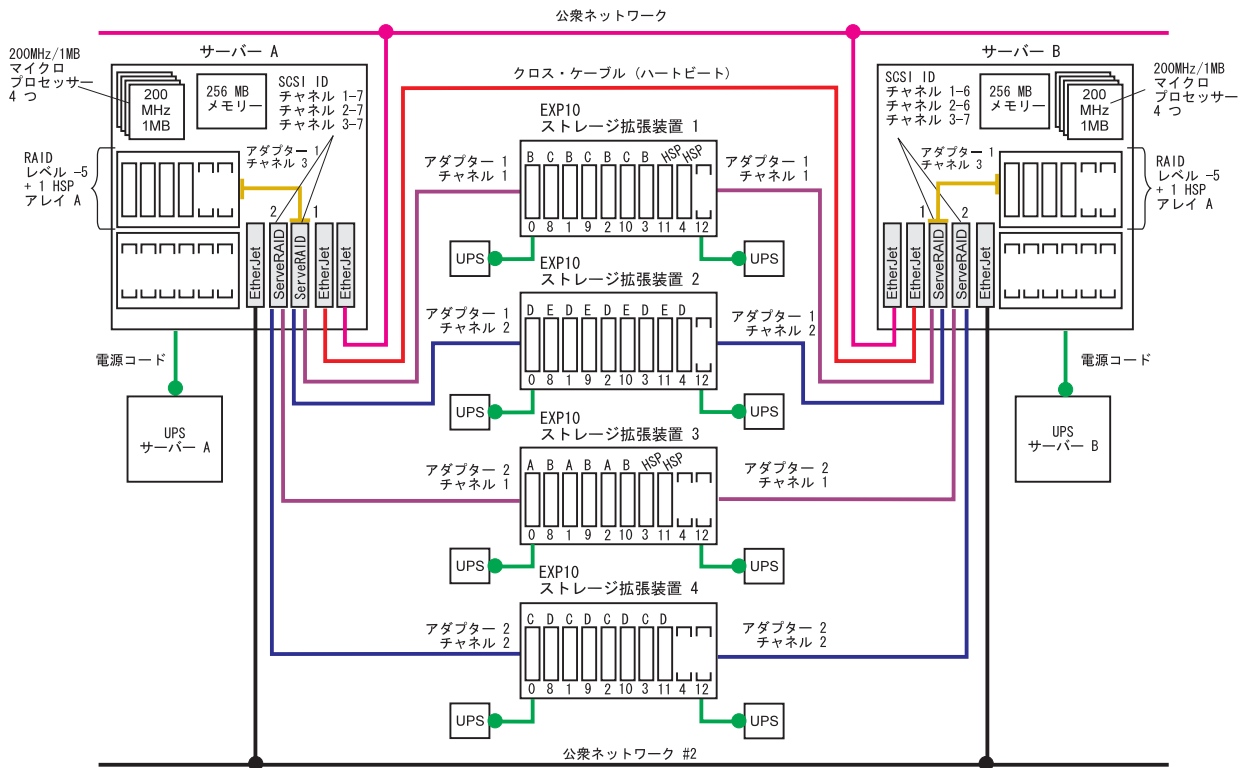 公衆ネットワーク
サーバー A
サーバー B
200MHz/1MB
マイクロ
プロセッサー
4 つ
200
MHz
1MB
256 MB
メモリー
SCSI ID
チャネル 1-7
チャネル 2-7
チャネル 3-7
クロス・ケーブル (ハートビート)
SCSI ID
チャネル 1-6
チャネル 2-6
チャネル 3-7
256 MB
メモリー
200
MHz
1MB
200MHz/1MB
マイクロ
プロセッサー
4 つ
RAID
レベル -5
+ 1 HSP
アレイ A
アダプター 1
チャネル 3
2
1
EtherJet
ServeRAID
ServeRAID
EtherJet
EtherJet
アダプター 1
チャネル 3
1
2
EtherJet
EtherJet
ServeRAID
ServeRAID
EtherJet
RAID
レベル -5
+ 1 HSP
アレイ A
EXP10
ストレージ拡張装置 1
アダプター 1
チャネル 1
B C B C B C B HSP HSP
0 8 1 9 2 10 3 11 4 12
アダプター 1
チャネル 1
UPS
UPS
EXP10
ストレージ拡張装置 2
アダプター 1
チャネル 2
D E D E D E D E D
0 8 1 9 2 10 3 11 4 12
アダプター 1
チャネル 2
UPS
UPS
電源コード
UPS
サーバー A
電源コード
UPS
サーバー B
EXP10
ストレージ拡張装置 3
アダプター 2
チャネル 1
A B A B A B HSP HSP
0 8 1 9 2 10 3 11 4 12
アダプター 2
チャネル 1
UPS
UPS
EXP10
ストレージ拡張装置 4
アダプター 2
チャネル 2
C D C D C D C D
0 8 1 9 2 10 3 11 4 12
アダプター 2
チャネル 2
UPS
UPS
公衆ネットワーク #2